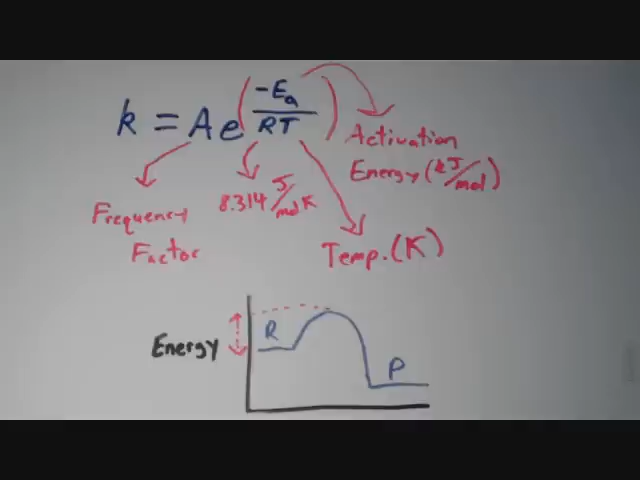 k = Ae^(-Ea/RT)
Activation
Energy (kJ/mol)
8.314 J/mol K
Frequency
Factor
Temp. (K)
R
Energy
P